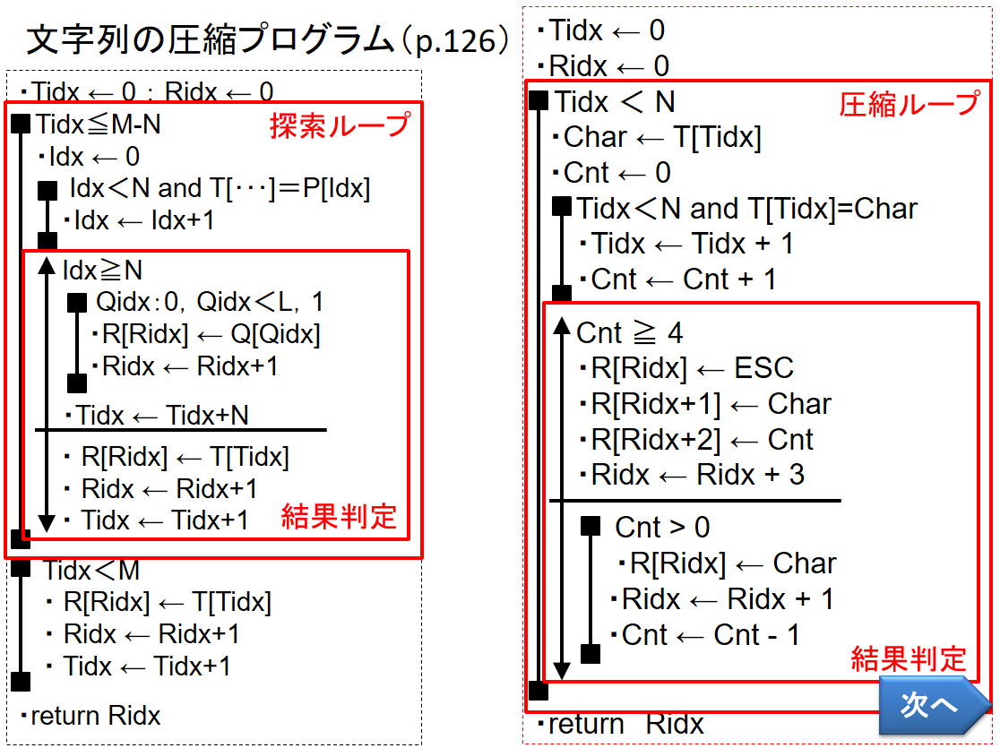 文字列の圧縮プログラム（p.126）
・Tidx ← 0 : Ridx ← 0
Tidx≦M-N
探索ループ
・Idx ← 0
Idx＜N and T[･･･]＝P[Idx]
・Idx ← Idx+1
Idx≧N
Qidx：0，Qidx＜L，1
・R[Ridx] ← Q[Qidx]
・Ridx ← Ridx+1
・Tidx ← Tidx+N
・ R[Ridx] ← T[Tidx]
・ Ridx ← Ridx+1
・ Tidx ← Tidx+1
結果判定
Tidx＜M
・ R[Ridx] ← T[Tidx]
・ Ridx ← Ridx+1
・ Tidx ← Tidx+1
・return Ridx
・Tidx ← 0
・Ridx ← 0
Tidx ＜ N
圧縮ループ
・Char ← T[Tidx]
・Cnt ← 0
Tidx＜N and T[Tidx]=Char
・Tidx ← Tidx + 1
・Cnt ← Cnt + 1
Cnt ≧ 4
・R[Ridx] ← ESC
・R[Ridx+1] ← Char
・R[Ridx+2] ← Cnt
・Ridx ← Ridx + 3
Cnt > 0
・R[Ridx] ← Char
・Ridx ← Ridx + 1
・Cnt ← Cnt - 1
結果判定
次へ
・return Ridx